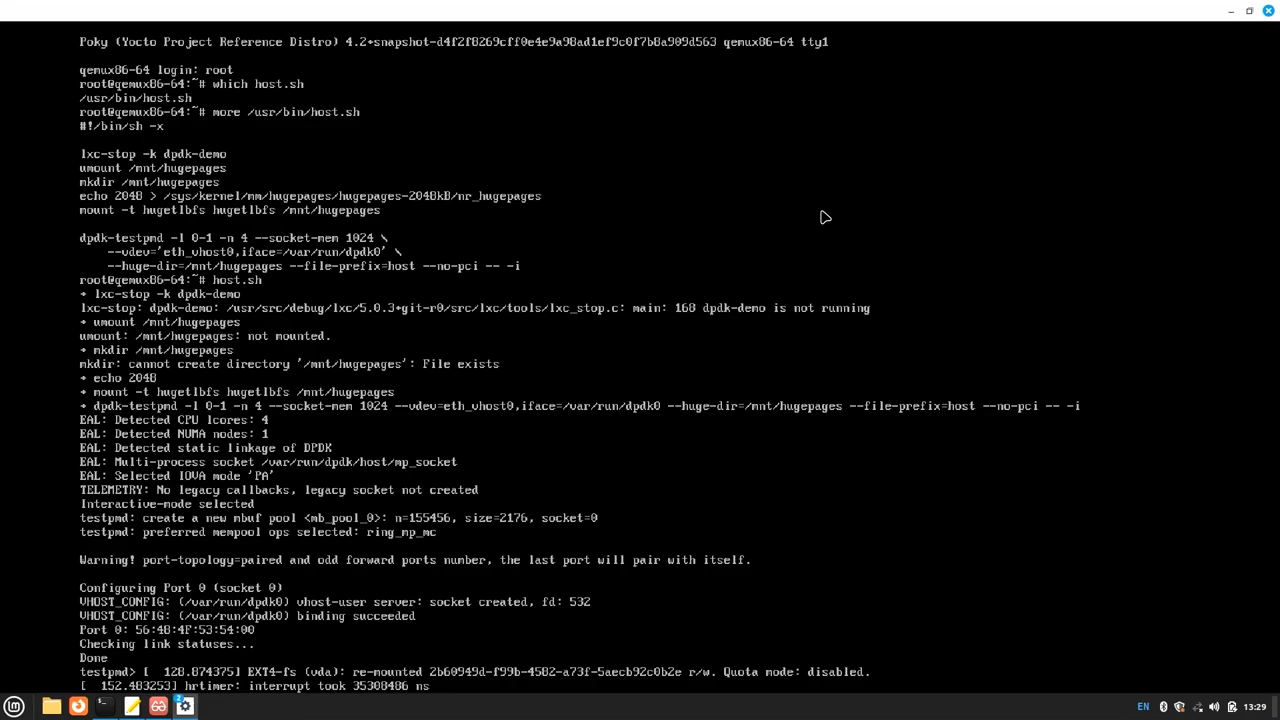 Poky (Yocto Project Reference Distro) 4.2+snapshot-d4f2f8269cff0e4e9a98ad1ef9c0f7b8a909d563 qemux86-64 tty1
qemux86-64 login: root
root@qemux86-64:~# which host.sh
/usr/bin/host.sh
root@qemux86-64:~# more /usr/bin/host.sh
#!/bin/sh -x
lxc-stop -k dpdk-demo
umount /mnt/hugepages
mkdir /mnt/hugepages
echo 2048 > /sys/kernel/mm/hugepages/hugepages-2048kB/nr_hugepages
mount -t hugetlbfs hugetlbfs /mnt/hugepages
dpdk-testpmd -l 0-1 -n 4 --socket-mem 1024 \
--vdev='eth_vhost0,iface=/var/run/dpdk0' \
--huge-dir=/mnt/hugepages --file-prefix=host --no-pci -- -i
root@qemux86-64:~# host.sh
+ lxc-stop -k dpdk-demo
lxc-stop: dpdk-demo: /usr/src/debug/lxc/5.0.3+git-r0/src/lxc/tools/lxc_stop.c: main: 168 dpdk-demo is not running
+ umount /mnt/hugepages
umount: /mnt/hugepages: not mounted.
+ mkdir /mnt/hugepages
mkdir: cannot create directory '/mnt/hugepages': File exists
+ echo 2048
+ mount -t hugetlbfs hugetlbfs /mnt/hugepages
+ dpdk-testpmd -l 0-1 -n 4 --socket-mem 1024 --vdev=eth_vhost0,iface=/var/run/dpdk0 --huge-dir=/mnt/hugepages --file-prefix=host --no-pci -- -i
EAL: Detected CPU lcores: 4
EAL: Detected NUMA nodes: 1
EAL: Detected static linkage of DPDK
EAL: Multi-process socket /var/run/dpdk/host/mp_socket
EAL: Selected IOVA mode 'PA'
TELEMETRY: No legacy callbacks, legacy socket not created
Interactive-mode selected
testpmd: create a new mbuf pool <mb_pool_0>: n=155456, size=2176, socket=0
testpmd: preferred mempool ops selected: ring_mp_mc
Warning! port-topology=paired and odd forward ports number, the last port will pair with itself.
Configuring Port 0 (socket 0)
VHOST_CONFIG: (/var/run/dpdk0) vhost-user server: socket created, fd: 532
VHOST_CONFIG: (/var/run/dpdk0) binding succeeded
Port 0: 56:48:4F:53:54:00
Checking link statuses...
Done
testpmd> [  128.874375] EXT4-fs (vda): re-mounted 2b60949d-f99b-4582-a73f-5aecb92c0b2e r/w. Quota mode: disabled.
[  152.483253] hrtimer: interrupt took 35308486 ns
2
EN
13:29